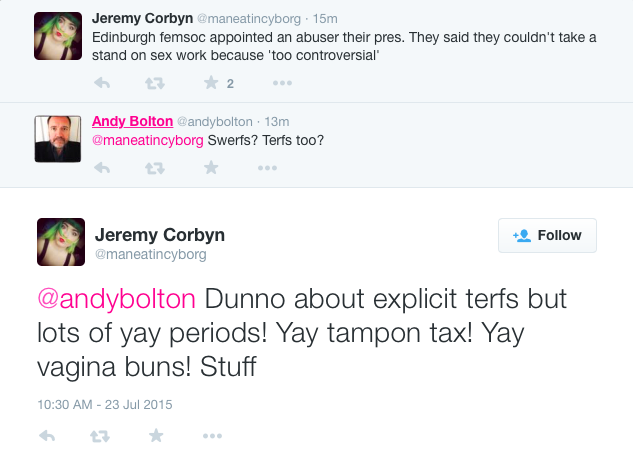 Jeremy Corbyn @maneatincyborg · 15m
Edinburgh femsoc appointed an abuser their pres. They said they couldn't take a
stand on sex work because 'too controversial'
2
Andy Bolton @andybolton · 13m
@maneatincyborg Swerfs? Terfs too?
Jeremy Corbyn
@maneatincyborg
Follow
@andybolton Dunno about explicit terfs but
lots of yay periods! Yay tampon tax! Yay
vagina buns! Stuff
10:30 AM - 23 Jul 2015